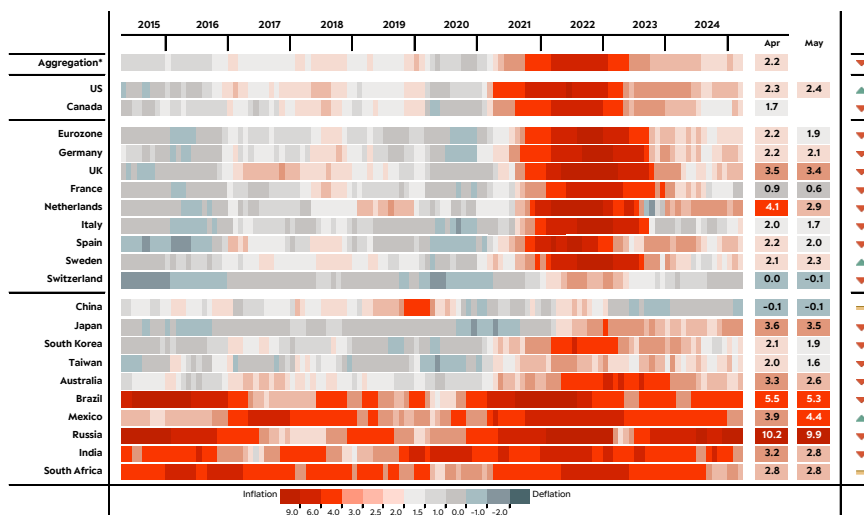 2015 2016 2017 2018 2019 2020 2021 2022 2023 2024
Apr May
Aggregation* 2.2
US 2.3 2.4
Canada 1.7
Eurozone 2.2 1.9
Germany 2.2 2.1
UK 3.5 3.4
France 0.9 0.6
Netherlands 4.1 2.9
Italy 2.0 1.7
Spain 2.2 2.0
Sweden 2.1 2.3
Switzerland 0.0 -0.1
China -0.1 -0.1
Japan 3.6 3.5
South Korea 2.1 1.9
Taiwan 2.0 1.6
Australia 3.3 2.6
Brazil 5.5 5.3
Mexico 3.9 4.4
Russia 10.2 9.9
India 3.2 2.8
South Africa 2.8 2.8
Inflation Deflation
9.0 6.0 4.0 3.0 2.5 2.0 1.5 1.0 0.0 -1.0 -2.0